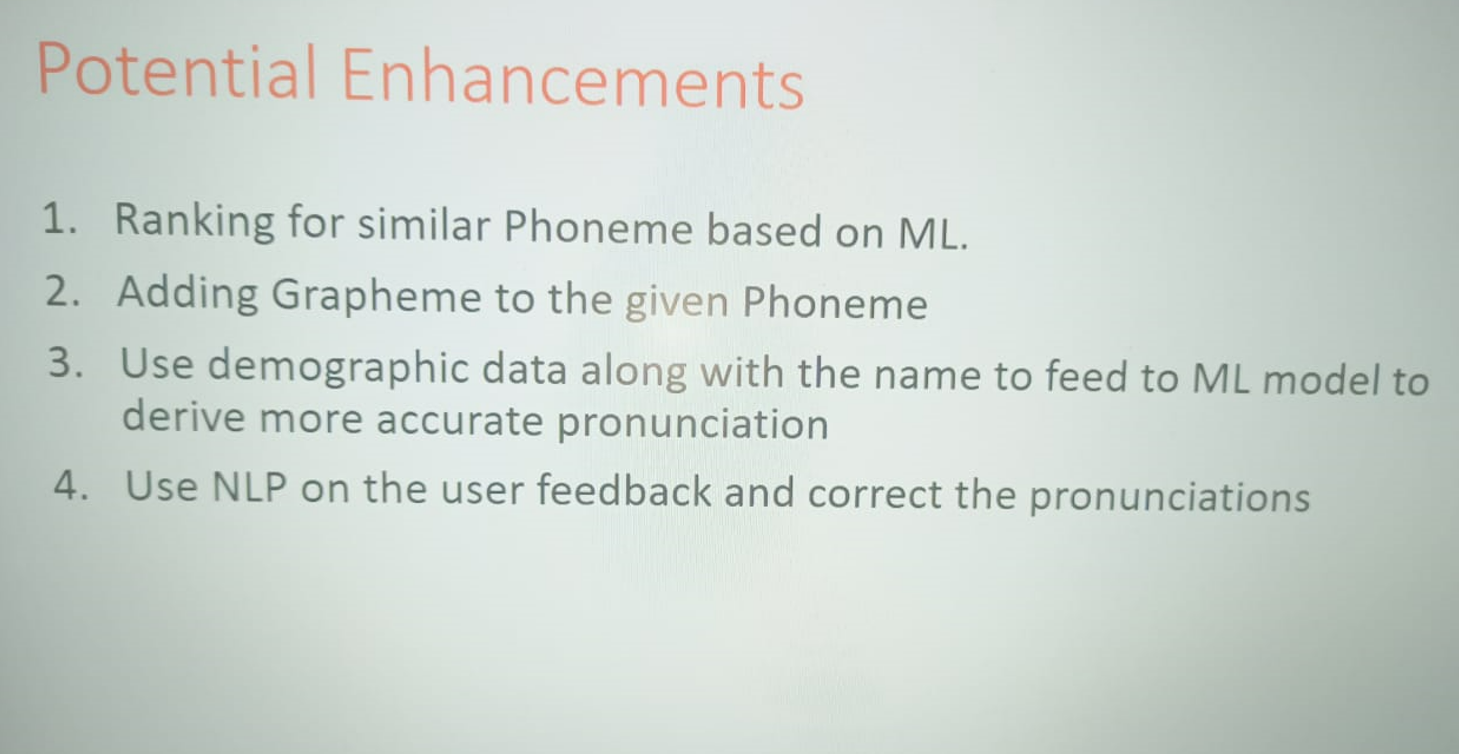 Potential Enhancements
1. Ranking for similar Phoneme based on ML.
2. Adding Grapheme to the given Phoneme
3. Use demographic data along with the name to feed to ML model to
derive more accurate pronunciation
4. Use NLP on the user feedback and correct the pronunciations